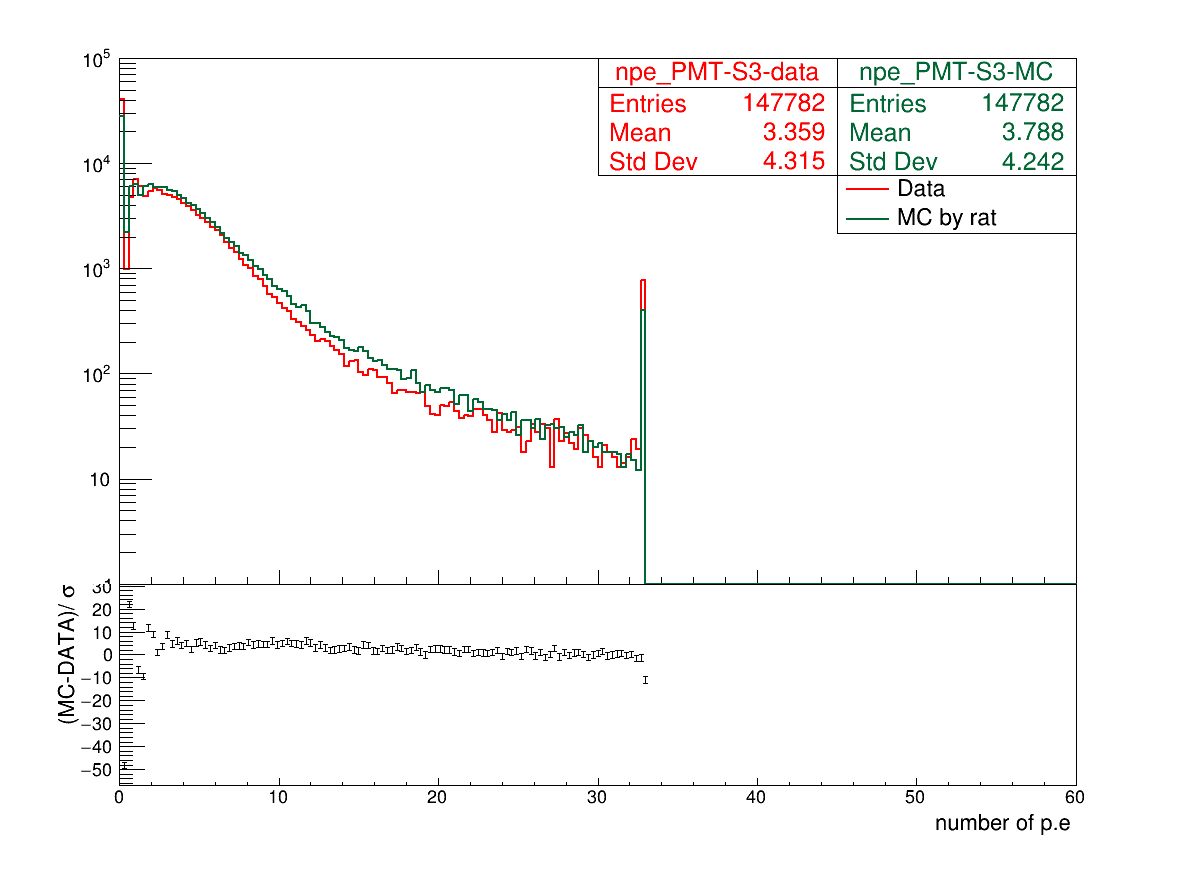 npe_PMT-S3-data
Entries 147782
Mean 3.359
Std Dev 4.315
npe_PMT-S3-MC
Entries 147782
Mean 3.788
Std Dev 4.242
Data
MC by rat
10^5
10^4
10^3
10^2
10
(MC-DATA)/ σ
30
20
10
0
−10
−20
−30
−40
−50
0 10 20 30 40 50 60
number of p.e